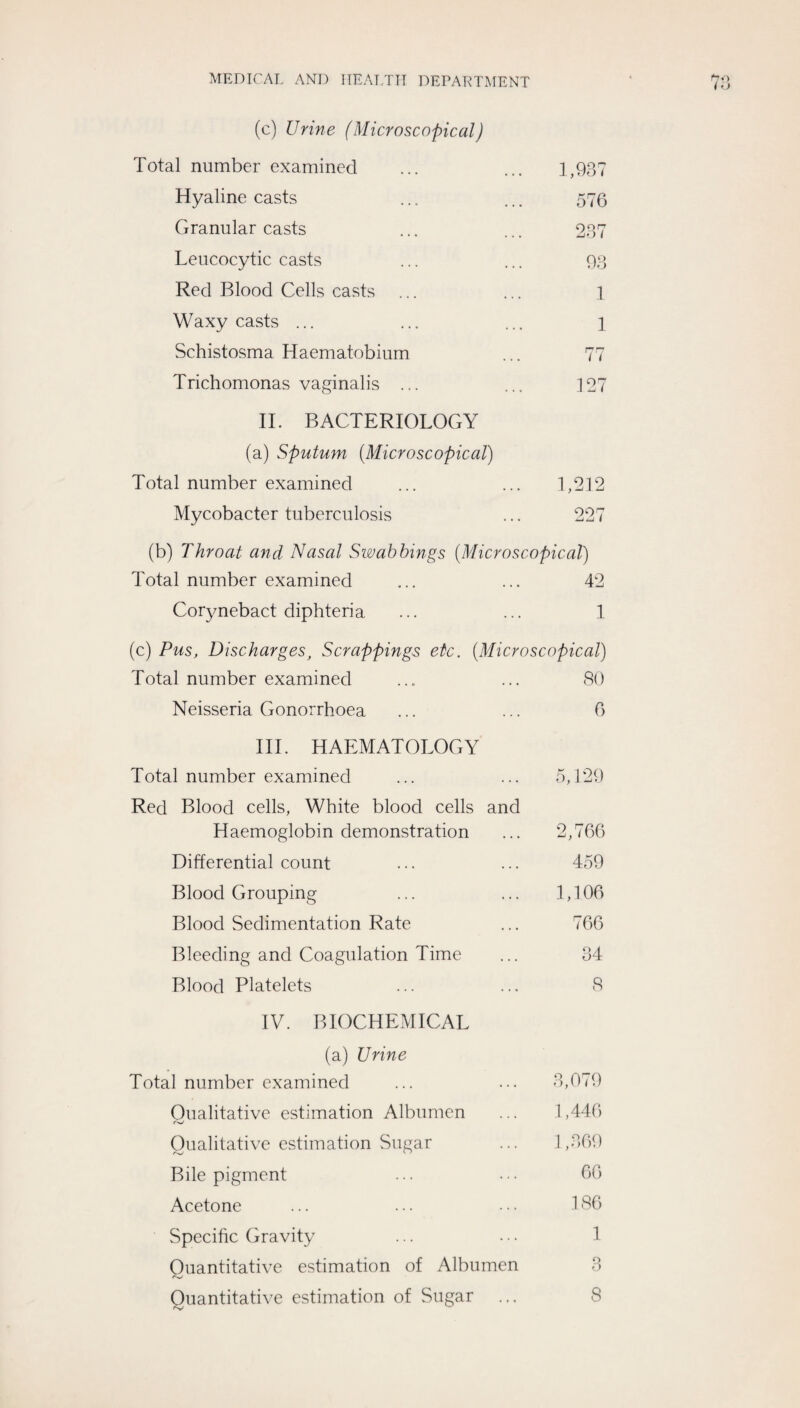 MEDICAL AND HEALTH DEPARTMENT 73
(c) Urine (Microscopical)
Total number examined ... ... 1,937
Hyaline casts ... ... 576
Granular casts ... ... 237
Leucocytic casts ... ... 93
Red Blood Cells casts ... ... 1
Waxy casts ... ... ... 1
Schistosma Haematobium ... 77
Trichomonas vaginalis ... ... 127
II. BACTERIOLOGY
(a) Sputum (Microscopical)
Total number examined ... ... 1,212
Mycobacter tuberculosis ... 227
(b) Throat and Nasal Swabbings (Microscopical)
Total number examined ... ... 42
Corynebact diphteria ... ... 1
(c) Pus, Discharges, Scrappings etc. (Microscopical)
Total number examined ... ... 80
Neisseria Gonorrhoea ... ... 6
III. HAEMATOLOGY
Total number examined ... ... 5,129
Red Blood cells, White blood cells and
Haemoglobin demonstration ... 2,766
Differential count ... ... 459
Blood Grouping ... ... 1,106
Blood Sedimentation Rate ... 766
Bleeding and Coagulation Time ... 34
Blood Platelets ... ... 8
IV. BIOCHEMICAL
(a) Urine
Total number examined ... ... 3,079
Qualitative estimation Albumen ... 1,446
Qualitative estimation Sugar ... 1,369
Bile pigment ... ... 66
Acetone ... ... ... 186
Specific Gravity ... ... 1
Quantitative estimation of Albumen 3
Quantitative estimation of Sugar ... 8